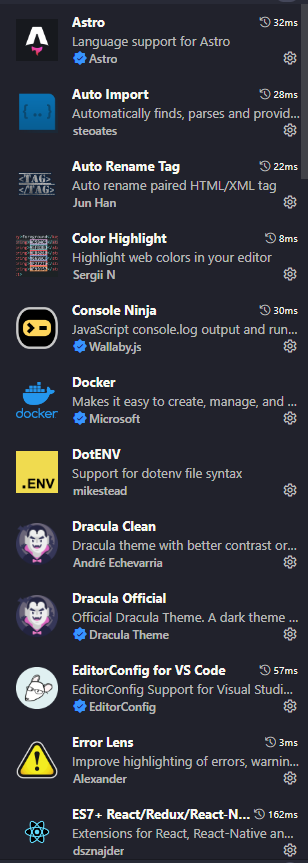 Astro 32ms
Language support for Astro
Astro
{..}
Auto Import 28ms
Automatically finds, parses and provid...
steoates
<TAG>
</TAG>
Auto Rename Tag 22ms
Auto rename paired HTML/XML tag
Jun Han
Color Highlight 8ms
Highlight web colors in your editor
Sergii N
Console Ninja 30ms
JavaScript console.log output and run...
Wallaby.js
docker
Docker
Makes it easy to create, manage, and ...
Microsoft
.ENV
DotENV
Support for dotenv file syntax
mikestead
Dracula Clean
Dracula theme with better contrast or...
André Echevarria
Dracula Official
Official Dracula Theme. A dark theme ...
Dracula Theme
EditorConfig for VS Code 57ms
EditorConfig Support for Visual Studi...
EditorConfig
Error Lens 3ms
Improve highlighting of errors, warnin...
Alexander
ES7+ React/Redux/React-N... 162ms
Extensions for React, React-Native an...
dsznajder